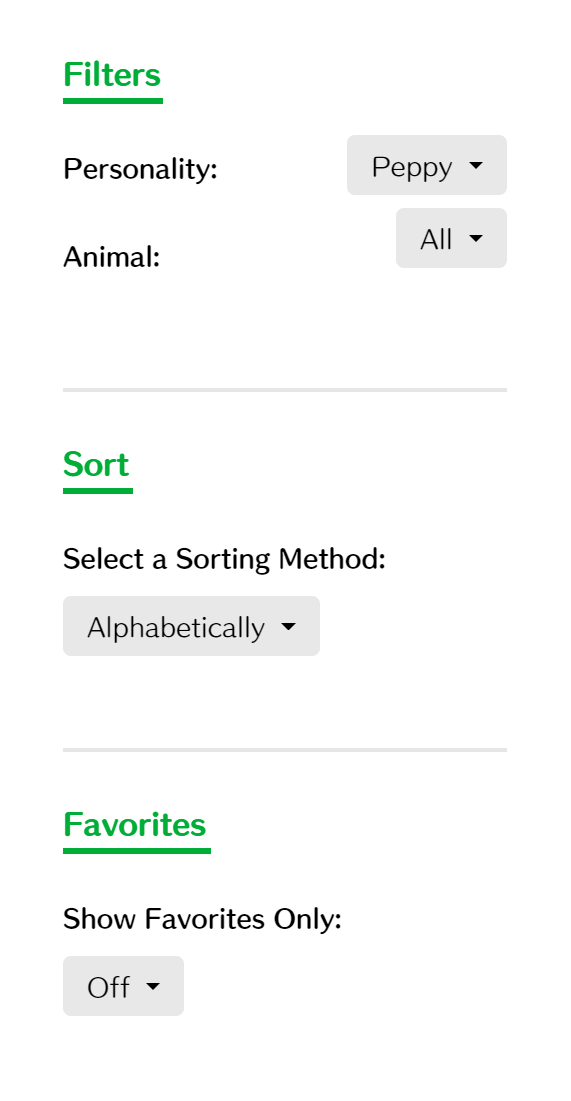 Filters
Personality: Peppy
Animal: All
Sort
Select a Sorting Method:
Alphabetically
Favorites
Show Favorites Only:
Off